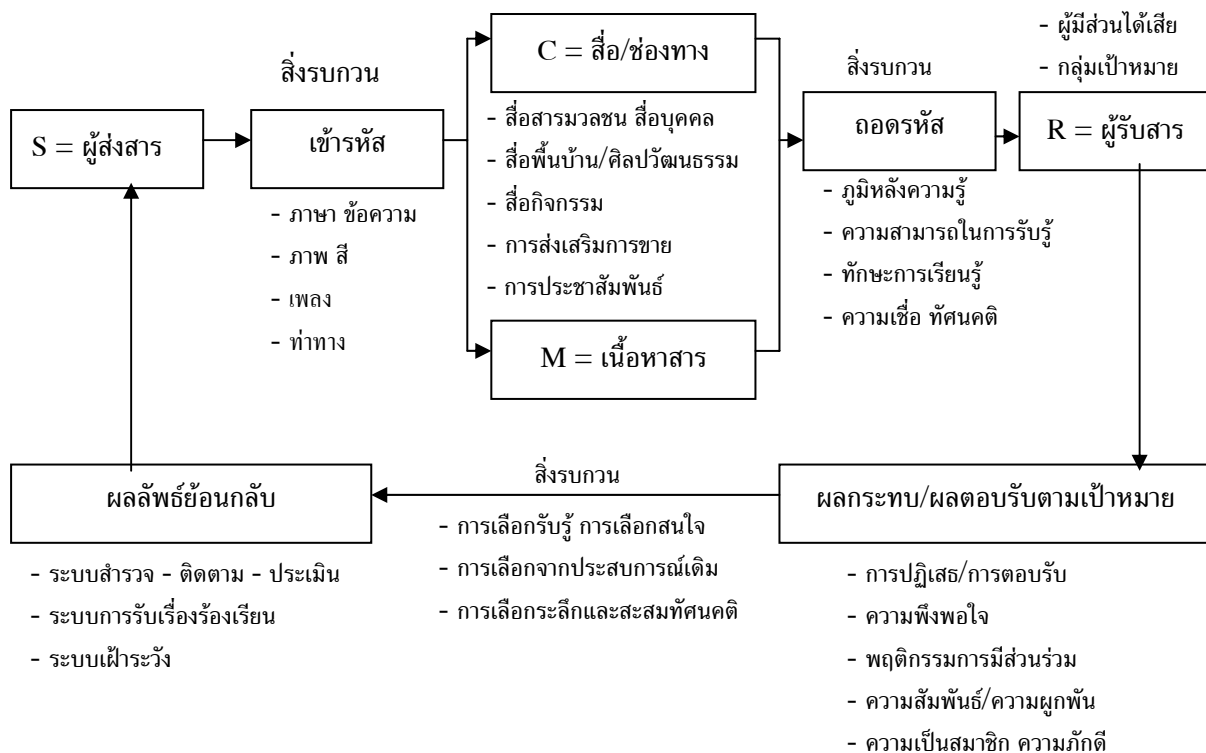 S = ผู้ส่งสาร
สิ่งรบกวน
เข้ารหัส
- ภาษา ข้อความ
- ภาพ สี
- เพลง
- ท่าทาง
C = สื่อ/ช่องทาง
- สื่อสารมวลชน สื่อบุคคล
- สื่อพื้นบ้าน/ศิลปวัฒนธรรม
- สื่อกิจกรรม
- การส่งเสริมการขาย
- การประชาสัมพันธ์
M = เนื้อหาสาร
สิ่งรบกวน
ถอดรหัส
- ภูมิหลังความรู้
- ความสามารถในการรับรู้
- ทักษะการเรียนรู้
- ความเชื่อ ทัศนคติ
- ผู้มีส่วนได้เสีย
- กลุ่มเป้าหมาย
R = ผู้รับสาร
ผลกระทบ/ผลตอบรับตามเป้าหมาย
- การปฏิเสธ/การตอบรับ
- ความพึงพอใจ
- พฤติกรรมการมีส่วนร่วม
- ความสัมพันธ์/ความผูกพัน
- ความเป็นสมาชิก ความภักดี
สิ่งรบกวน
- การเลือกรับรู้ การเลือกสนใจ
- การเลือกจากประสบการณ์เดิม
- การเลือกระลึกและสะสมทัศนคติ
ผลลัพธ์ย้อนกลับ
- ระบบสำรวจ - ติดตาม - ประเมิน
- ระบบการรับเรื่องร้องเรียน
- ระบบเฝ้าระวัง